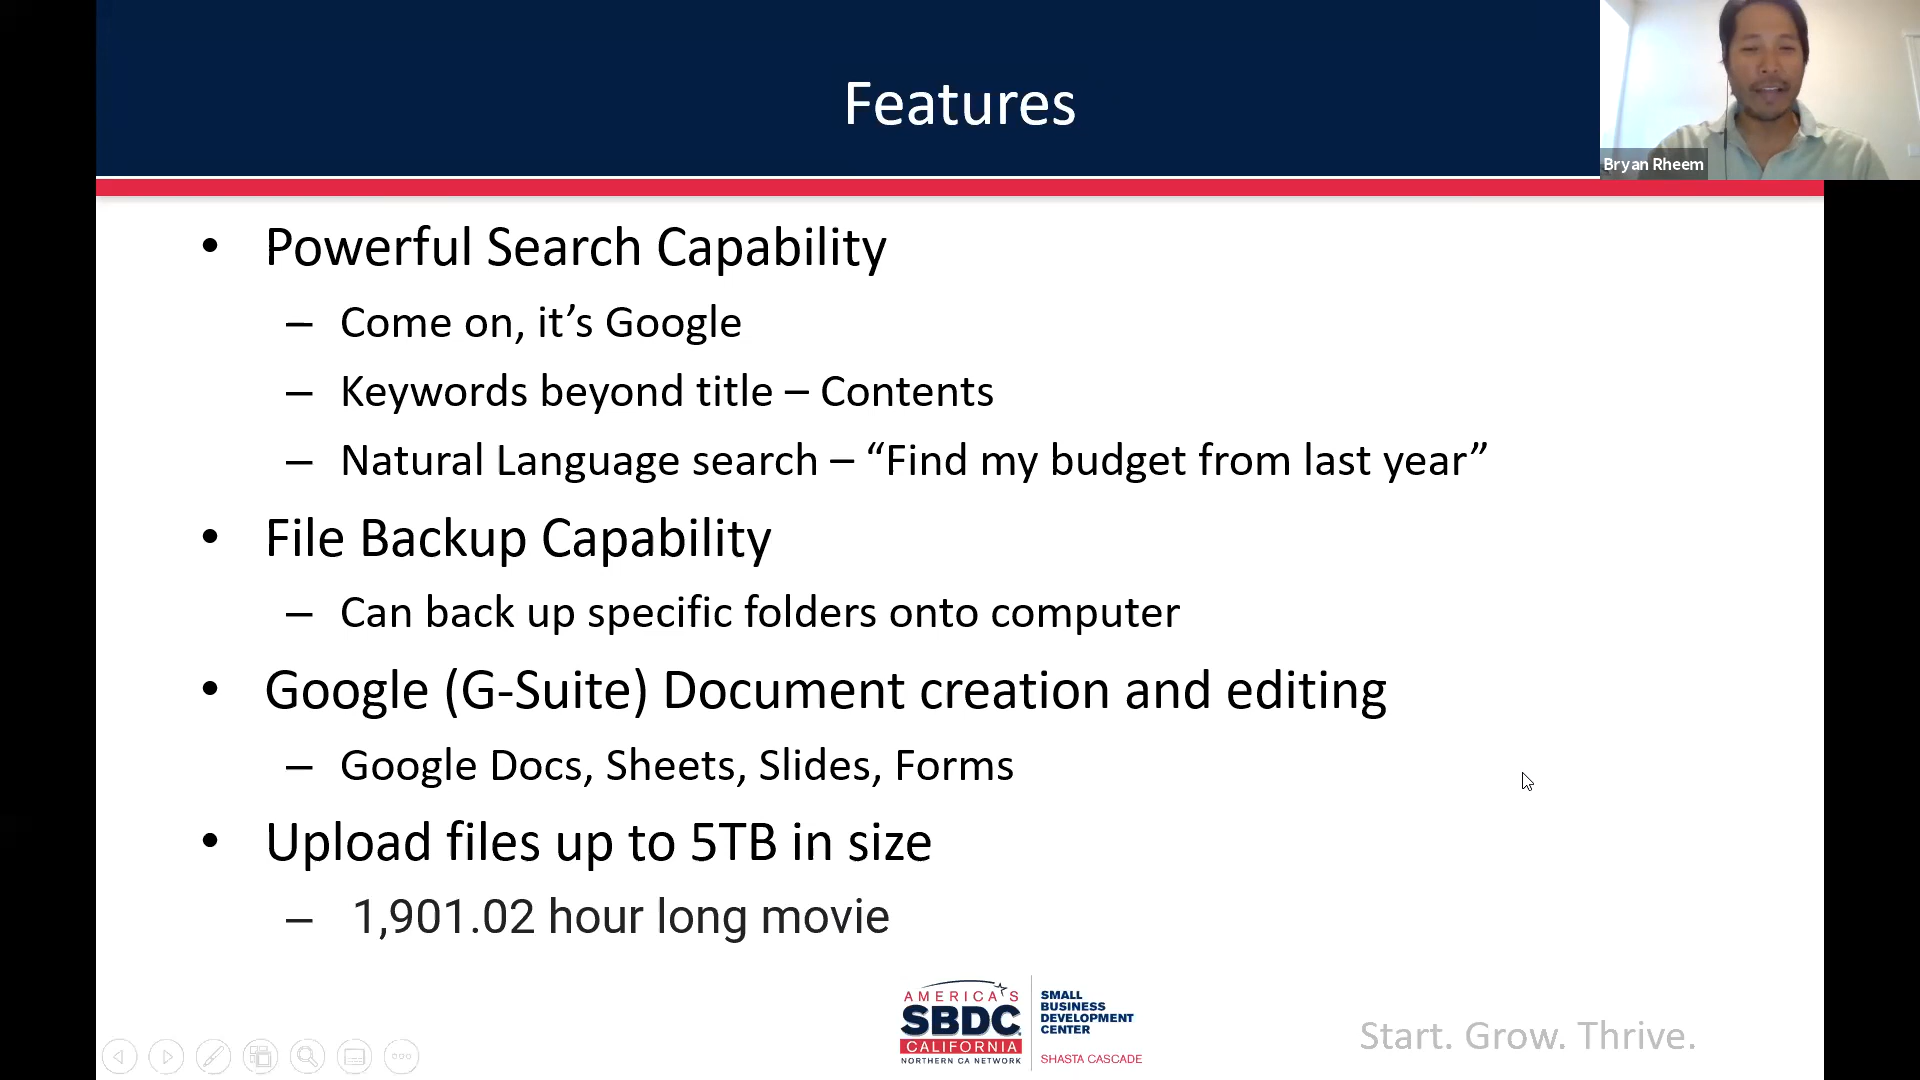 Features
Bryan Rheem
• Powerful Search Capability
– Come on, it’s Google
– Keywords beyond title – Contents
– Natural Language search – “Find my budget from last year”
• File Backup Capability
– Can back up specific folders onto computer
• Google (G-Suite) Document creation and editing
– Google Docs, Sheets, Slides, Forms
• Upload files up to 5TB in size
– 1,901.02 hour long movie
AMERICA'S
SBDC
CALIFORNIA
NORTHERN CA NETWORK
SMALL
BUSINESS
DEVELOPMENT
CENTER
SHASTA CASCADE
Start. Grow. Thrive.